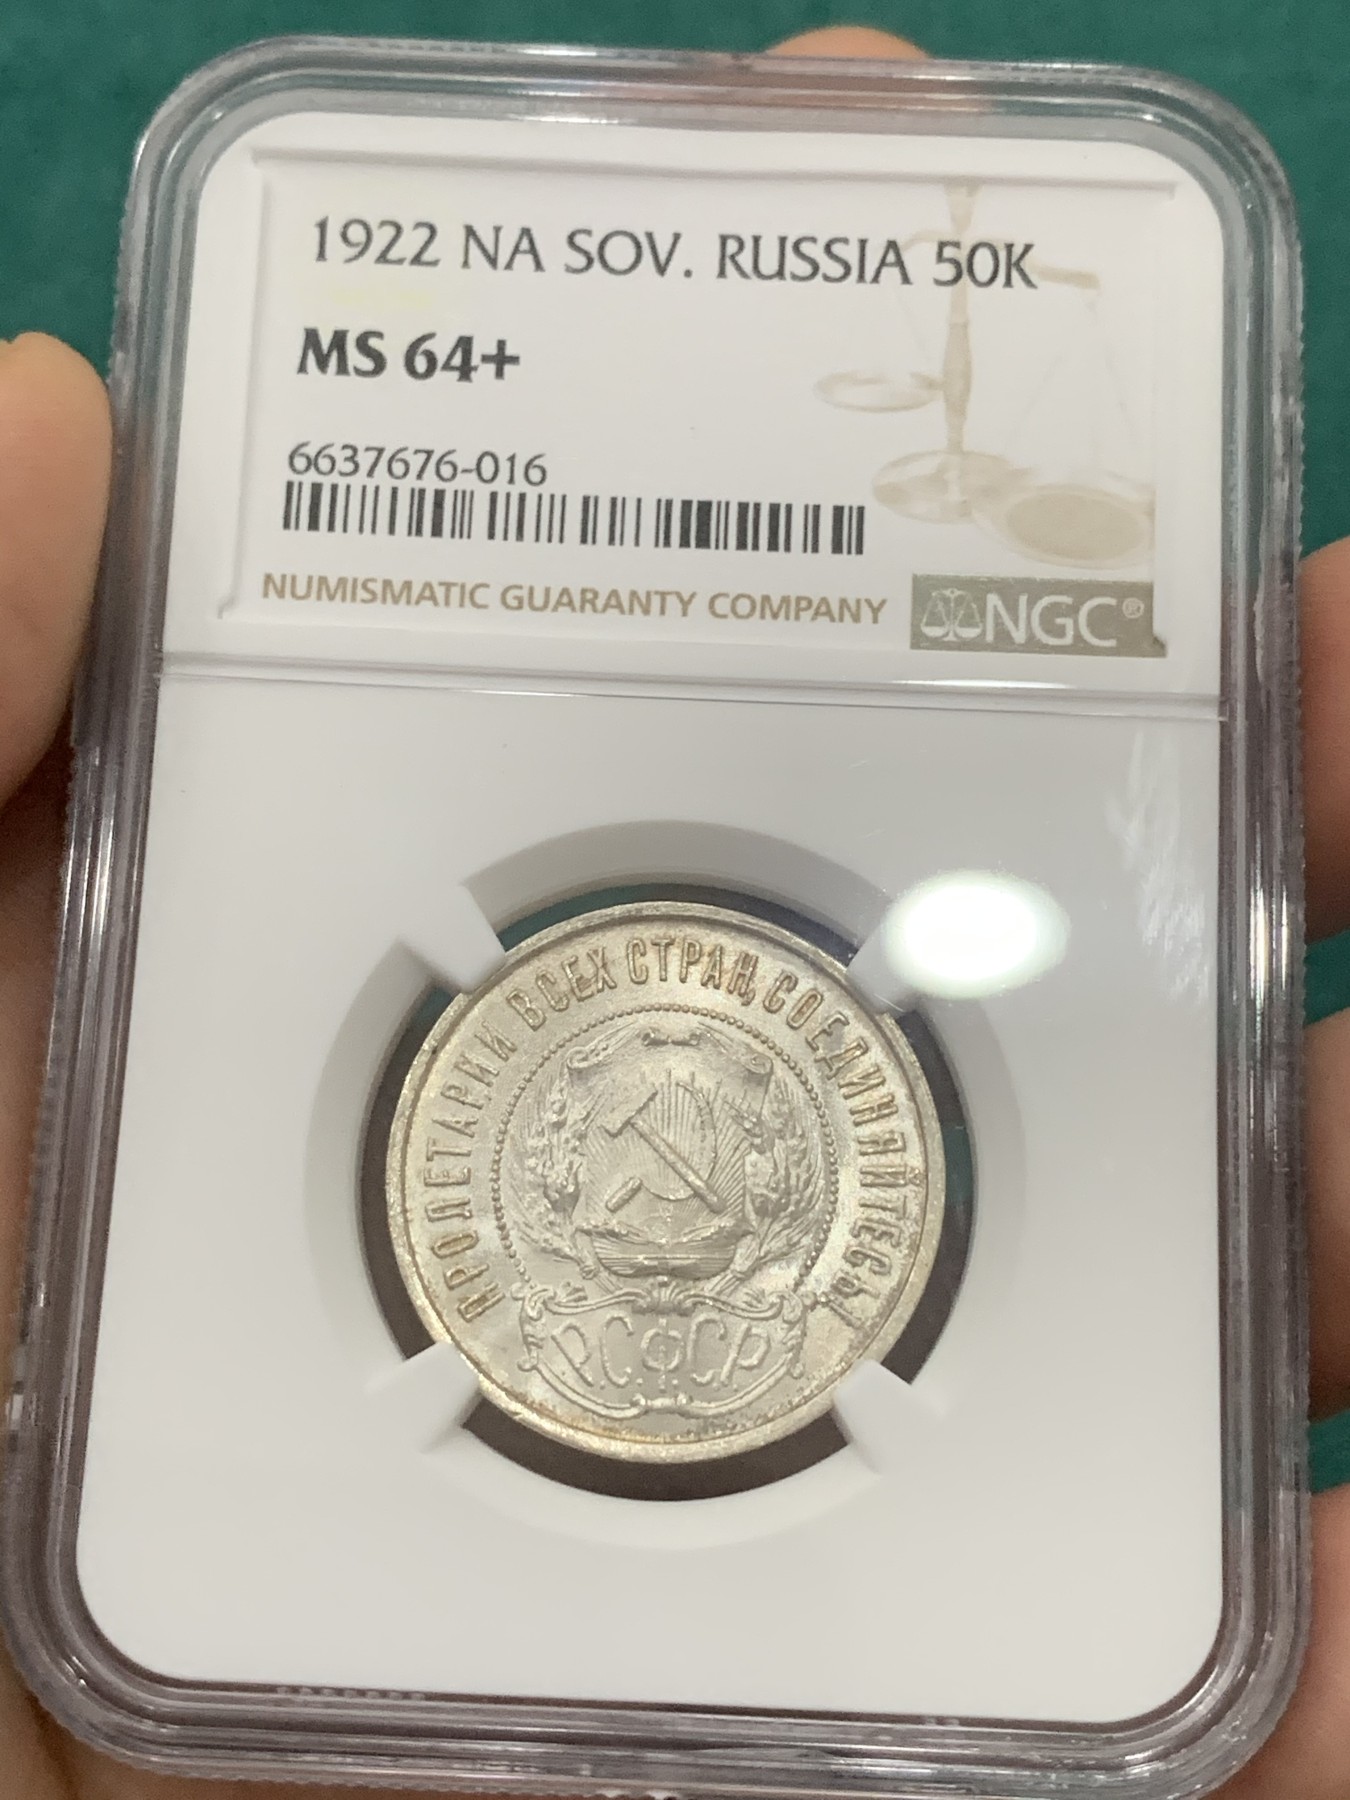 1922 NA SOV. RUSSIA 50K
MS 64+
6637676-016
NUMISMATIC GUARANTY COMPANY
NGC®
ПРОЛЕТАРИИ ВСЕХ СТРАН, СОЕДИНЯЙТЕСЬ!
Р.С.Ф.С.Р.